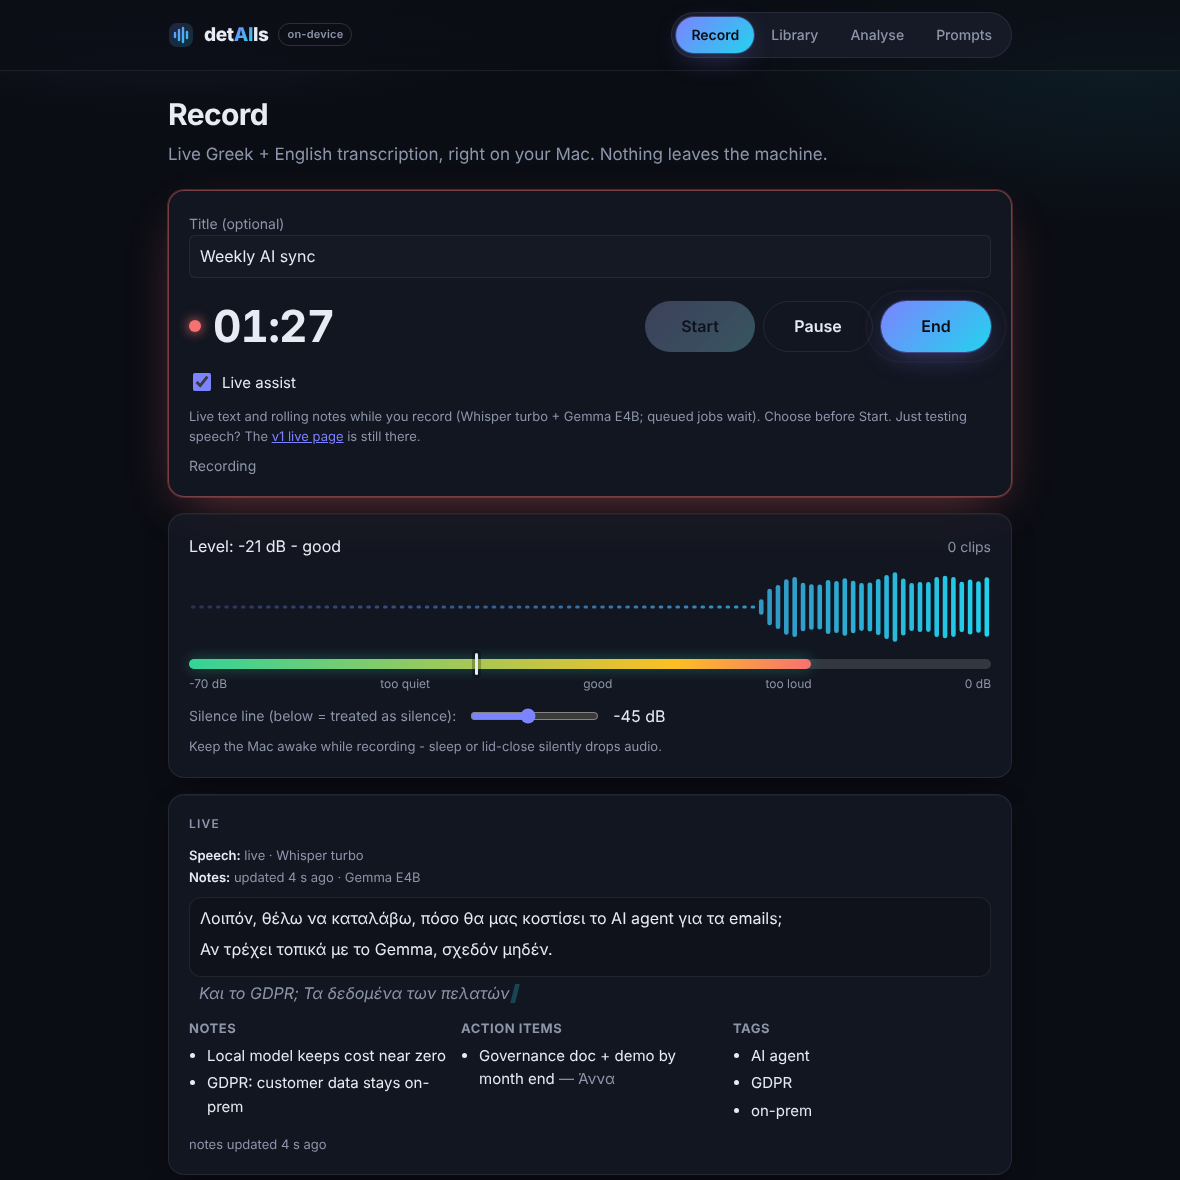 detAIls
on-device
Record
Library
Analyse
Prompts
Record
Live Greek + English transcription, right on your Mac. Nothing leaves the machine.
Title (optional)
Weekly AI sync
01:27
Start
Pause
End
Live assist
Live text and rolling notes while you record (Whisper turbo + Gemma E4B; queued jobs wait). Choose before Start. Just testing
speech? The v1 live page is still there.
Recording
Level: -21 dB - good
0 clips
-70 dB
too quiet
good
too loud
0 dB
Silence line (below = treated as silence):
-45 dB
Keep the Mac awake while recording - sleep or lid-close silently drops audio.
LIVE
Speech: live · Whisper turbo
Notes: updated 4 s ago · Gemma E4B
Λοιπόν, θέλω να καταλάβω, πόσο θα μας κοστίσει το AI agent για τα emails;
Αν τρέχει τοπικά με το Gemma, σχεδόν μηδέν.
Και το GDPR; Τα δεδομένα των πελατών
NOTES
Local model keeps cost near zero
GDPR: customer data stays on-
prem
ACTION ITEMS
Governance doc + demo by
month end — Άννα
TAGS
AI agent
GDPR
on-prem
notes updated 4 s ago